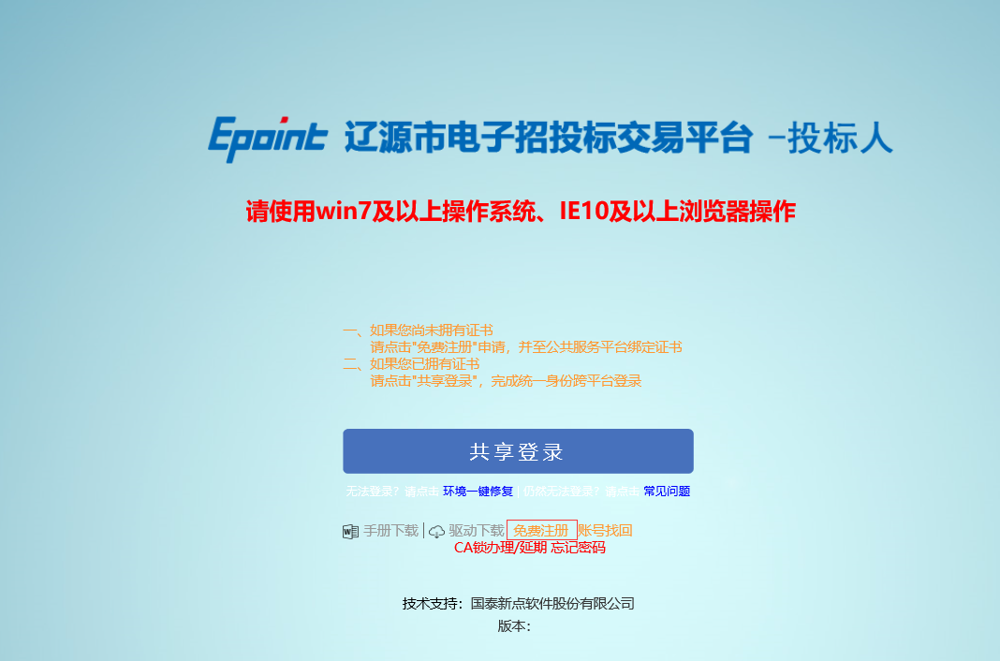 Epoint 辽源市电子招投标交易平台 -投标人
请使用win7及以上操作系统、IE10及以上浏览器操作
一、如果您尚未拥有证书
请点击"免费注册"申请，并至公共服务平台绑定证书
二、如果您已拥有证书
请点击"共享登录"，完成统一身份跨平台登录
共享登录
无法登录？请点击 环境一键修复 | 仍然无法登录？请点击 常见问题
手册下载 | 驱动下载 免费注册 账号找回
CA锁办理/延期 忘记密码
技术支持：国泰新点软件股份有限公司
版本：